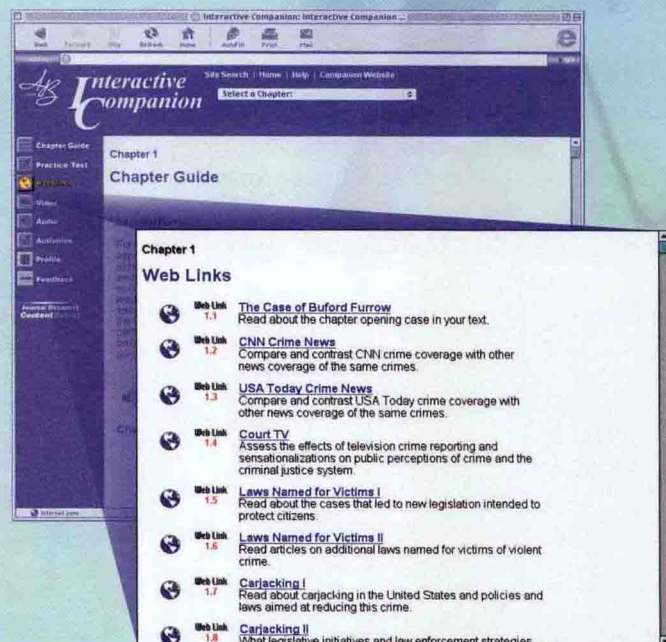 Interactive Companion: Interactive Companion ...
Back Forward Stop Refresh Home AutoFill Print Mail
Site Search | Home | Help | Companion Website
AB Interactive Companion
Select a Chapter:
Chapter Guide
Practice Test
Web Links
Video
Audio
Activities
Profile
Feedback
Chapter 1
Chapter Guide
Chapter 1
Web Links
Web Link 1.1 The Case of Buford Furrow
Read about the chapter opening case in your text.
Web Link 1.2 CNN Crime News
Compare and contrast CNN crime coverage with other
news coverage of the same crimes.
Web Link 1.3 USA Today Crime News
Compare and contrast USA Today crime coverage with
other news coverage of the same crimes.
Web Link 1.4 Court TV
Assess the effects of television crime reporting and
sensationalizations on public perceptions of crime and the
criminal justice system.
Web Link 1.5 Laws Named for Victims I
Read about the cases that led to new legislation intended to
protect citizens.
Web Link 1.6 Laws Named for Victims II
Read articles on additional laws named for victims of violent
crime.
Web Link 1.7 Carjacking I
Read about carjacking in the United States and policies and
laws aimed at reducing this crime.
Web Link 1.8 Carjacking II
What legislative initiatives and law enforcement strategies